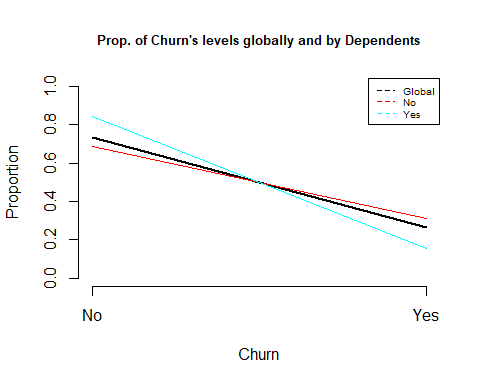 Prop. of Churn's levels globally and by Dependents
Global
No
Yes
Proportion
1.0
0.8
0.6
0.4
0.2
0.0
No
Yes
Churn